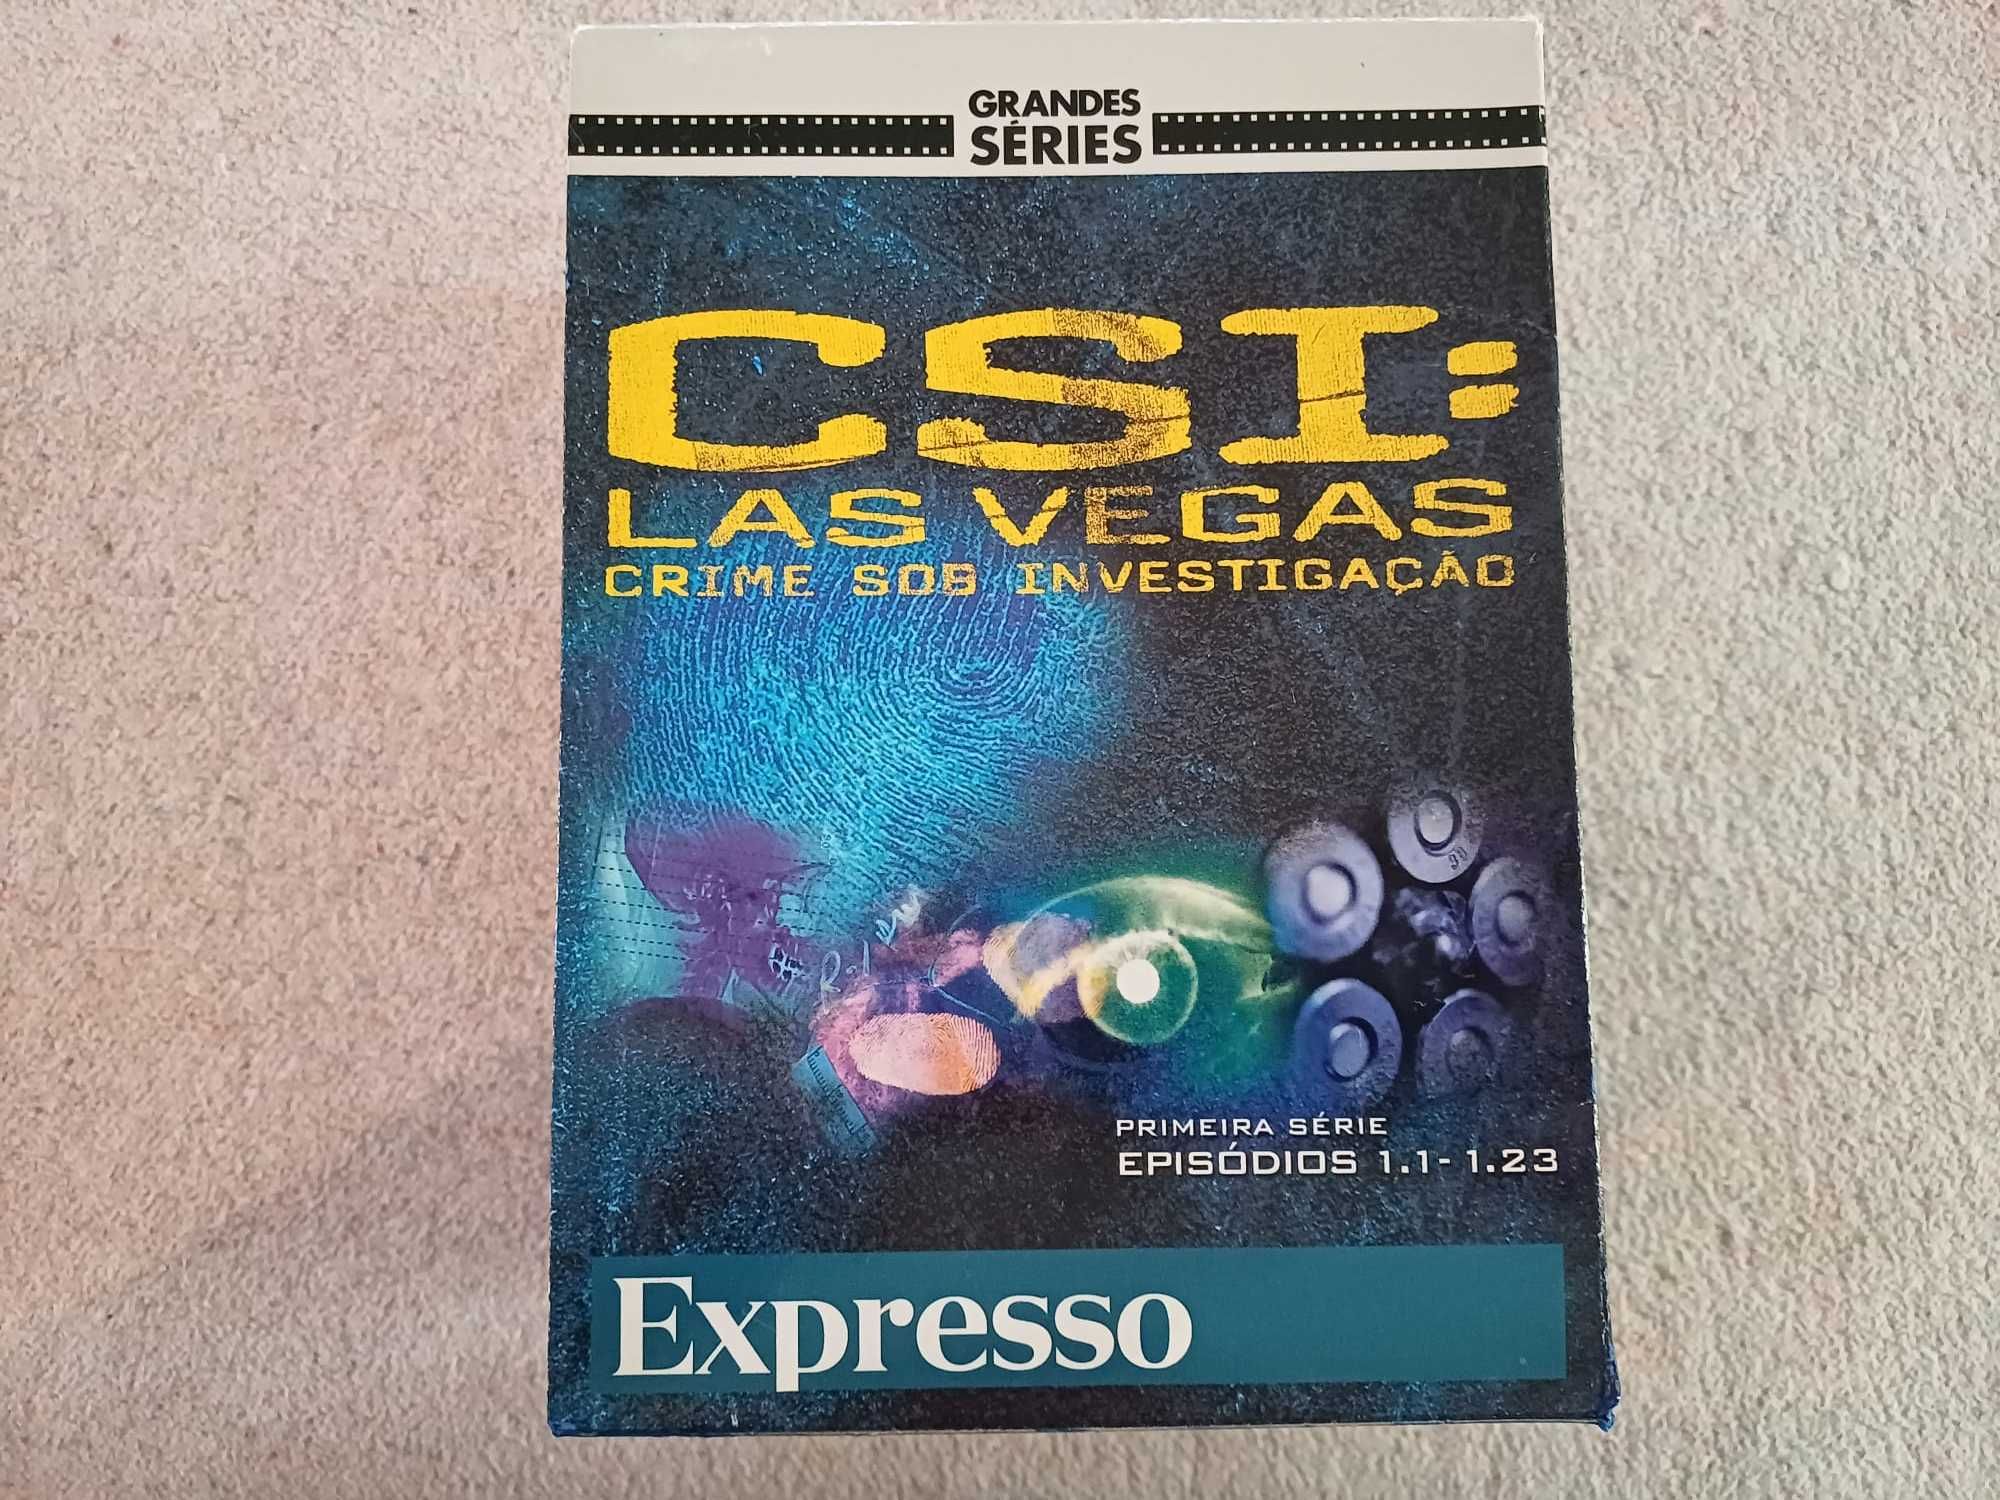 GRANDES
SÉRIES
CSI:
LAS VEGAS
CRIME SOB INVESTIGAÇÃO
PRIMEIRA SÉRIE
EPISÓDIOS 1.1- 1.23
Expresso